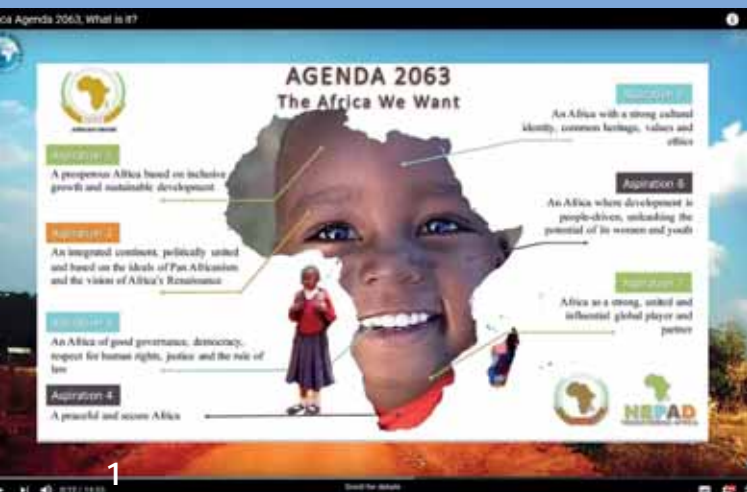 ca Agenda 2063, What is it?
AGENDA 2063
The Africa We Want
Aspiration 1
A prosperous Africa based on inclusive
growth and sustainable development
Aspiration 2
An integrated continent, politically united
and based on the ideals of Pan Africanism
and the vision of Africa's Renaissance
Aspiration 3
An Africa of good governance, democracy,
respect for human rights, justice and the rule of
law
Aspiration 4
A peaceful and secure Africa
An Africa with a strong cultural
identity, common heritage, values and
ethics
Aspiration 6
An Africa where development is
people-driven, unleashing the
potential of its women and youth
Aspiration 7
Africa as a strong, united and
influential global player and
partner
NEPAD
1
Scroll for details